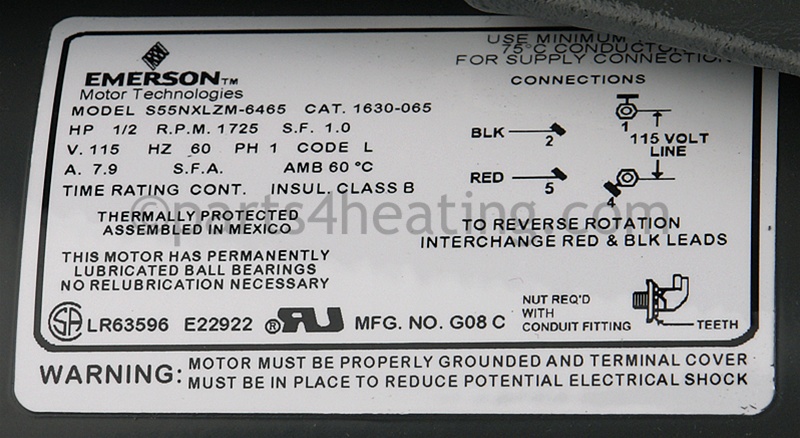 EMERSON™
Motor Technologies
MODEL S55NXLZM-6465 CAT. 1630-065
HP 1/2 R.P.M. 1725 S.F. 1.0
V. 115 HZ 60 PH 1 CODE L
A. 7.9 S.F.A. AMB 60 °C
TIME RATING CONT. INSUL. CLASS B
THERMALLY PROTECTED
ASSEMBLED IN MEXICO
THIS MOTOR HAS PERMANENTLY
LUBRICATED BALL BEARINGS
NO RELUBRICATION NECESSARY
USE MINIMUM
75°C
FOR SUPPLY CONNECTION
CONNECTIONS
BLK 2 1
115 VOLT
LINE
RED 5 4
TO REVERSE ROTATION
INTERCHANGE RED & BLK LEADS
NUT REQ'D
WITH
CONDUIT FITTING
TEETH
SA LR63596 E22922 ® RU MFG. NO. G08 C
WARNING: MOTOR MUST BE PROPERLY GROUNDED AND TERMINAL COVER
MUST BE IN PLACE TO REDUCE POTENTIAL ELECTRICAL SHOCK
©parts4heating.com